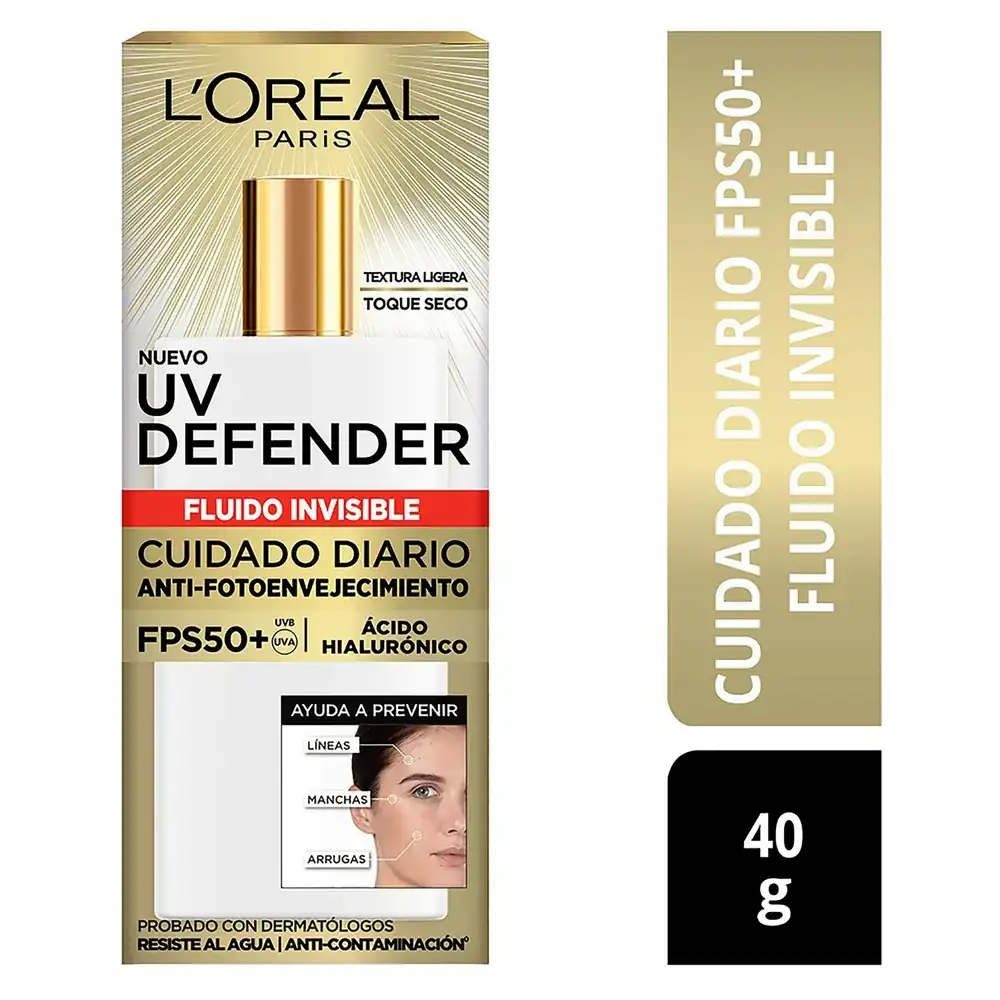 L'ORÉAL
PARiS
TEXTURA LIGERA
TOQUE SECO
NUEVO
UV
DEFENDER
FLUIDO INVISIBLE
CUIDADO DIARIO
ANTI-FOTOENVEJECIMIENTO
FPS50+ UVB UVA | ÁCIDO HIALURÓNICO
AYUDA A PREVENIR
LÍNEAS
MANCHAS
ARRUGAS
PROBADO CON DERMATÓLOGOS
RESISTE AL AGUA | ANTI-CONTAMINACIÓN°
CUIDADO DIARIO FPS50+
FLUIDO INVISIBLE
40
g